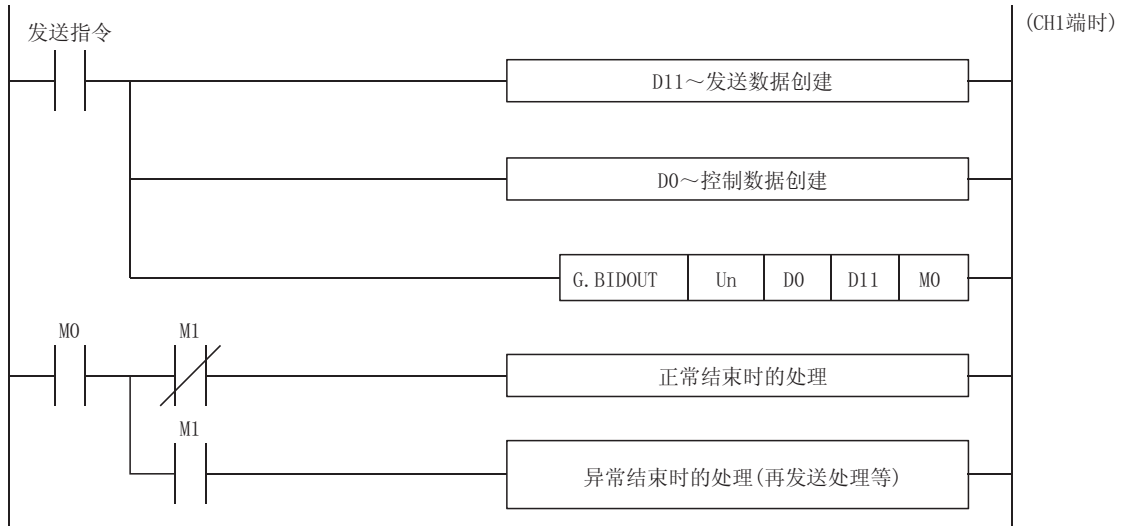 发送指令
(CH1端时)
D11～发送数据创建
D0～控制数据创建
G.BIDOUT Un D0 D11 M0
M0 M1
正常结束时的处理
M1
异常结束时的处理(再发送处理等)